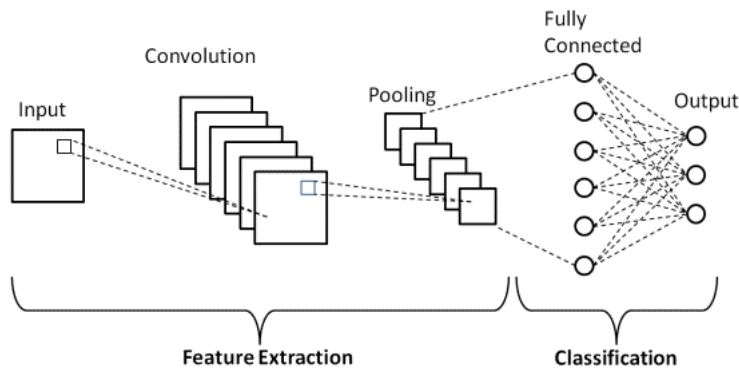 Input
Convolution
Pooling
Fully
Connected
Output
Feature Extraction
Classification